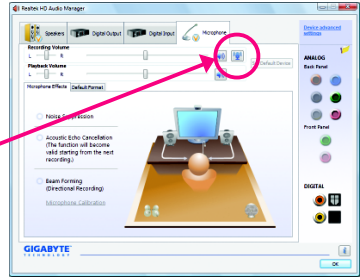 Realtek HD Audio Manager
Speakers
Digital Output
Digital Input
Microphone
Device advanced settings
Recording Volume
L
R
Default Device
Playback Volume
L
R
Microphone Effects
Default Format
Noise Suppression
Acoustic Echo Cancellation
(The function will become
valid starting from the next
recording.)
Beam Forming
(Directional Recording)
Microphone Calibration
ANALOG
Back Panel
Front Panel
DIGITAL
GIGABYTE
TECHNOLOGY
i
OK